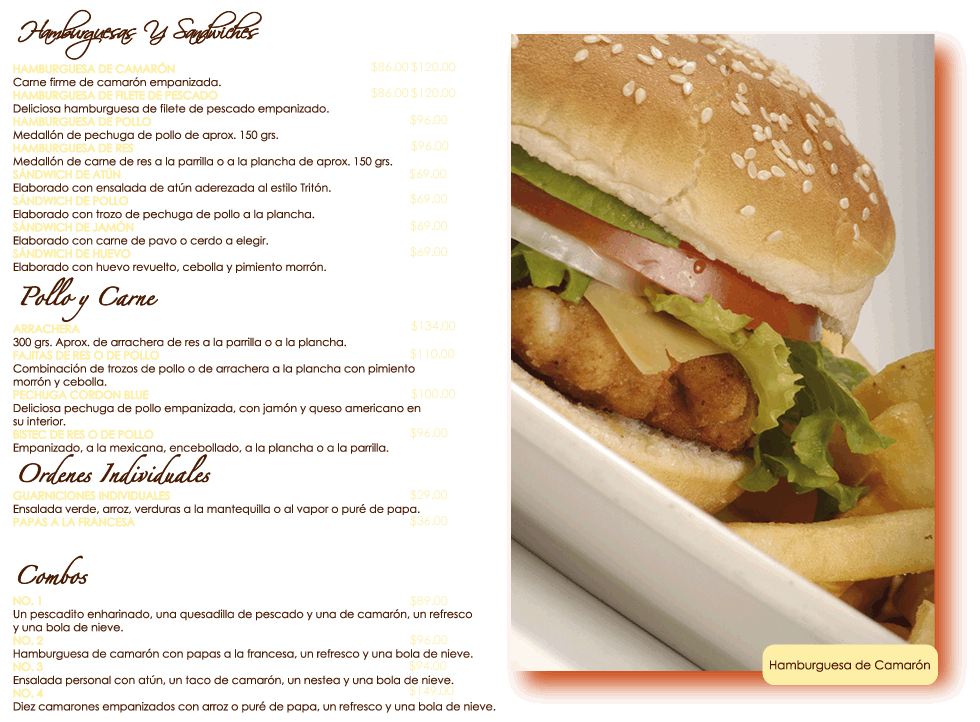 Hamburguesas Y Sandwiches
HAMBURGUESA DE CAMARÓN $86.00 $120.00
Carne firme de camarón empanizada.
HAMBURGUESA DE FILETE DE PESCADO $86.00 $120.00
Deliciosa hamburguesa de filete de pescado empanizado.
HAMBURGUESA DE POLLO $96.00
Medallón de pechuga de pollo de aprox. 150 grs.
HAMBURGUESA DE RES $96.00
Medallón de carne de res a la parrilla o a la plancha de aprox. 150 grs.
SÁNDWICH DE ATÚN $69.00
Elaborado con ensalada de atún aderezada al estilo Tritón.
SÁNDWICH DE POLLO $69.00
Elaborado con trozo de pechuga de pollo a la plancha.
SÁNDWICH DE JAMÓN $69.00
Elaborado con carne de pavo o cerdo a elegir.
SÁNDWICH DE HUEVO $69.00
Elaborado con huevo revuelto, cebolla y pimiento morrón.
Pollo y Carne
ARRACHERA $134.00
300 grs. Aprox. de arrachera de res a la parrilla o a la plancha.
FAJITAS DE RES O DE POLLO $110.00
Combinación de trozos de pollo o de arrachera a la plancha con pimiento
morrón y cebolla.
PECHUGA CORDON BLUE $100.00
Deliciosa pechuga de pollo empanizada, con jamón y queso americano en
su interior.
BISTEC DE RES O DE POLLO $96.00
Empanizado, a la mexicana, encebollado, a la plancha o a la parrilla.
Ordenes Individuales
GUARNICIONES INDIVIDUALES $29.00
Ensalada verde, arroz, verduras a la mantequilla o al vapor o puré de papa.
PAPAS A LA FRANCESA $36.00
Combos
NO. 1 $89.00
Un pescadito enharinado, una quesadilla de pescado y una de camarón, un refresco
y una bola de nieve.
NO. 2 $96.00
Hamburguesa de camarón con papas a la francesa, un refresco y una bola de nieve.
NO. 3 $94.00
Ensalada personal con atún, un taco de camarón, un nestea y una bola de nieve.
NO. 4 $149.00
Diez camarones empanizados con arroz o puré de papa, un refresco y una bola de nieve.
Hamburguesa de Camarón